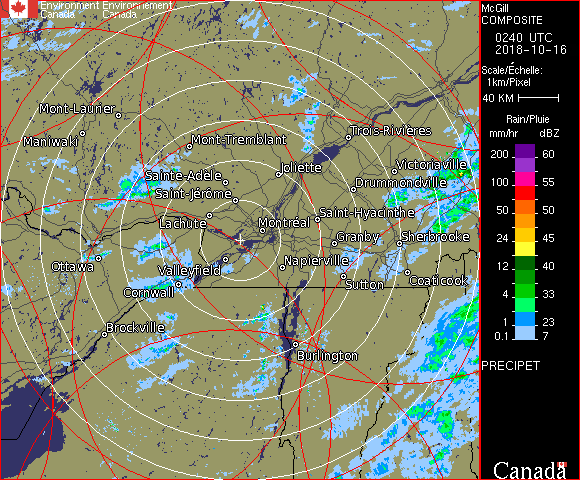 Environment Environnement
Canada Canada
McGill
COMPOSITE
0240 UTC
2018-10-16
Scale/Échelle:
1km/Pixel
40 KM
Rain/Pluie
mm/hr dBZ
200 60
100 55
50 50
24 45
12 40
4 33
1 23
0.1 7
PRECIPET
Canada
Mont-Laurier
Maniwaki
Mont-Tremblant
Trois-Rivières
Joliette
Victoriaville
Sainte-Adèle
Drummondville
Saint-Jérôme
Saint-Hyacinthe
Lachute
Montréal
Granby
Sherbrooke
Ottawa
Napierville
Valleyfield
Coaticook
Sutton
Cornwall
Brockville
Burlington